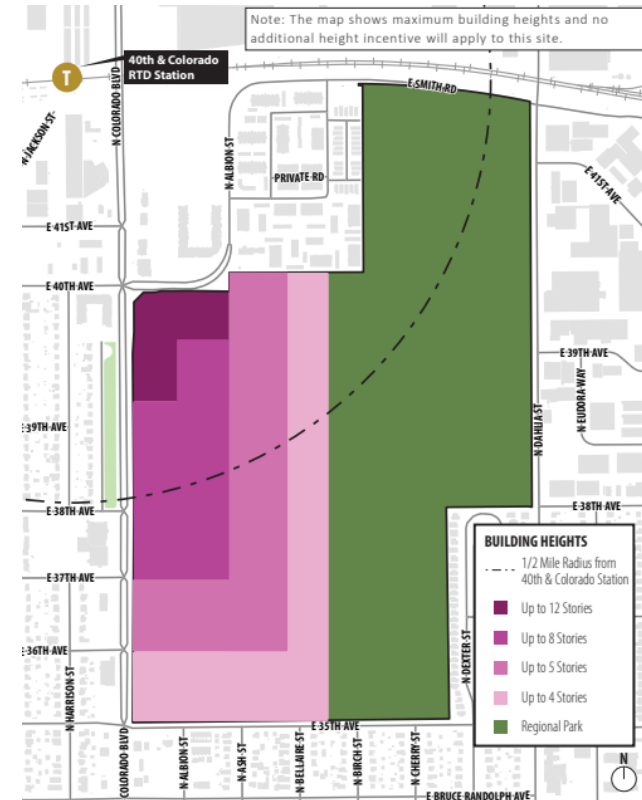 Note: The map shows maximum building heights and no
additional height incentive will apply to this site.
40th & Colorado
RTD Station
T
E SMITH RD
N COLORADO BLVD
N JACKSON ST
N ALBION ST
PRIVATE RD
E 41ST AVE
E 41ST AVE
E 40TH AVE
E 39TH AVE
N EUDORA WAY
N DAHLIA ST
E 39TH AVE
E 38TH AVE
E 38TH AVE
E 37TH AVE
E 36TH AVE
N HARRISON ST
N DEXTER ST
E 35TH AVE
COLORADO BLVD
N ALBION ST
N ASH ST
N BELLAIRE ST
N BIRCH ST
N CHERRY ST
E BRUCE RANDOLPH AVE
BUILDING HEIGHTS
1/2 Mile Radius from
40th & Colorado Station
Up to 12 Stories
Up to 8 Stories
Up to 5 Stories
Up to 4 Stories
Regional Park
N